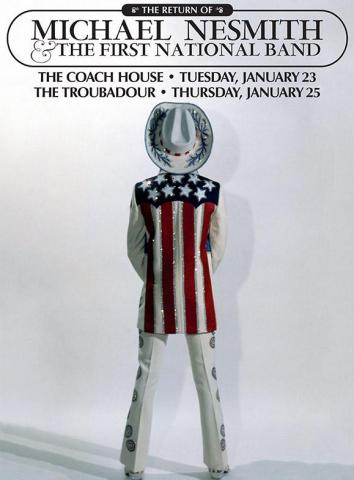 THE RETURN OF
MICHAEL NESMITH
& THE FIRST NATIONAL BAND
THE COACH HOUSE • TUESDAY, JANUARY 23
THE TROUBADOUR • THURSDAY, JANUARY 25